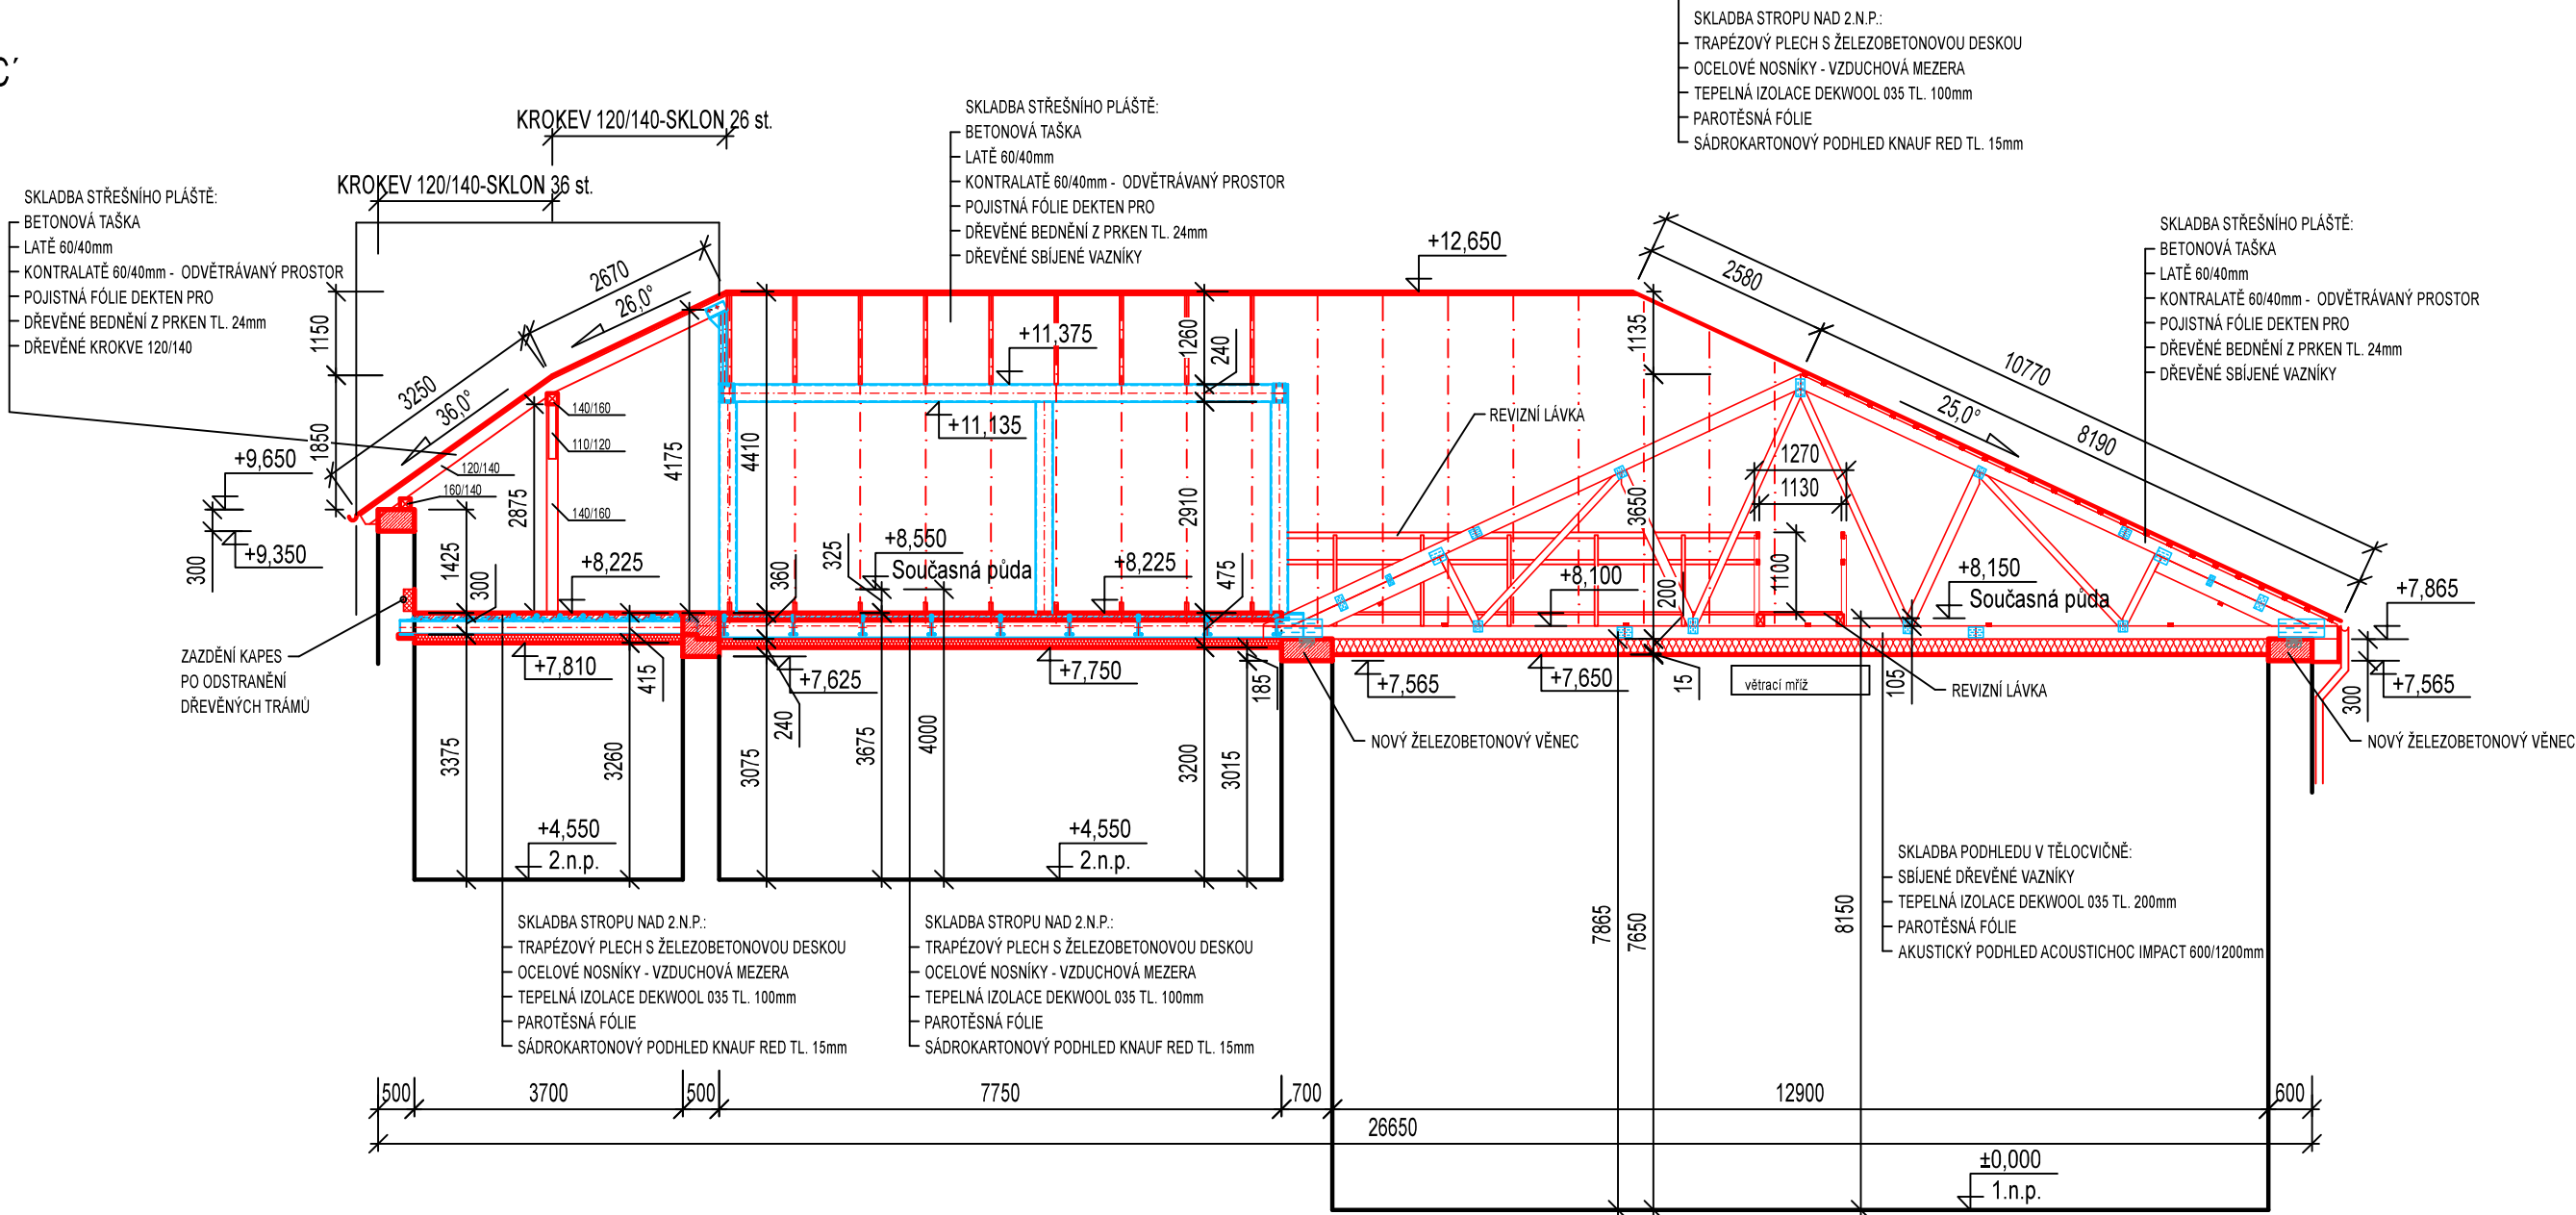 C´
SKLADBA STROPU NAD 2.N.P.:
TRAPÉZOVÝ PLECH S ŽELEZOBETONOVOU DESKOU
OCELOVÉ NOSNÍKY - VZDUCHOVÁ MEZERA
TEPELNÁ IZOLACE DEKWOOL 035 TL. 100mm
PAROTĚSNÁ FÓLIE
SÁDROKARTONOVÝ PODHLED KNAUF RED TL. 15mm
KROKEV 120/140-SKLON 26 st.
KROKEV 120/140-SKLON 36 st.
SKLADBA STŘEŠNÍHO PLÁŠTĚ:
BETONOVÁ TAŠKA
LATĚ 60/40mm
KONTRALATĚ 60/40mm - ODVĚTRÁVANÝ PROSTOR
POJISTNÁ FÓLIE DEKTEN PRO
DŘEVĚNÉ BEDNĚNÍ Z PRKEN TL. 24mm
DŘEVĚNÉ KROKVE 120/140
SKLADBA STŘEŠNÍHO PLÁŠTĚ:
BETONOVÁ TAŠKA
LATĚ 60/40mm
KONTRALATĚ 60/40mm - ODVĚTRÁVANÝ PROSTOR
POJISTNÁ FÓLIE DEKTEN PRO
DŘEVĚNÉ BEDNĚNÍ Z PRKEN TL. 24mm
DŘEVĚNÉ SBÍJENÉ VAZNÍKY
SKLADBA STŘEŠNÍHO PLÁŠTĚ:
BETONOVÁ TAŠKA
LATĚ 60/40mm
KONTRALATĚ 60/40mm - ODVĚTRÁVANÝ PROSTOR
POJISTNÁ FÓLIE DEKTEN PRO
DŘEVĚNÉ BEDNĚNÍ Z PRKEN TL. 24mm
DŘEVĚNÉ SBÍJENÉ VAZNÍKY
+12,650
2670
26,0°
3250
36,0°
1150
1850
2580
10770
8190
25,0°
1135
1260
240
+11,375
+11,135
140/160
110/120
120/140
160/140
140/160
4175
4410
2875
2910
3650
REVIZNÍ LÁVKA
1270
1130
1100
+9,650
+9,350
300
1425
300
+8,225
360
325
+8,550
Současná půda
+8,225
475
+8,100
200
+8,150
Současná půda
+7,865
+7,565
300
ZAZDĚNÍ KAPES
PO ODSTRANĚNÍ
DŘEVĚNÝCH TRÁMŮ
+7,810
415
+7,625
240
+7,750
185
+7,565
+7,650
15
větrací mříž
105
REVIZNÍ LÁVKA
NOVÝ ŽELEZOBETONOVÝ VĚNEC
NOVÝ ŽELEZOBETONOVÝ VĚNEC
3375
3260
3075
3675
4000
3200
3015
+4,550
2.n.p.
+4,550
2.n.p.
7865
7650
8150
SKLADBA PODHLEDU V TĚLOCVIČNĚ:
SBÍJENÉ DŘEVĚNÉ VAZNÍKY
TEPELNÁ IZOLACE DEKWOOL 035 TL. 200mm
PAROTĚSNÁ FÓLIE
AKUSTICKÝ PODHLED ACOUSTICHOC IMPACT 600/1200mm
SKLADBA STROPU NAD 2.N.P.:
TRAPÉZOVÝ PLECH S ŽELEZOBETONOVOU DESKOU
OCELOVÉ NOSNÍKY - VZDUCHOVÁ MEZERA
TEPELNÁ IZOLACE DEKWOOL 035 TL. 100mm
PAROTĚSNÁ FÓLIE
SÁDROKARTONOVÝ PODHLED KNAUF RED TL. 15mm
SKLADBA STROPU NAD 2.N.P.:
TRAPÉZOVÝ PLECH S ŽELEZOBETONOVOU DESKOU
OCELOVÉ NOSNÍKY - VZDUCHOVÁ MEZERA
TEPELNÁ IZOLACE DEKWOOL 035 TL. 100mm
PAROTĚSNÁ FÓLIE
SÁDROKARTONOVÝ PODHLED KNAUF RED TL. 15mm
500 3700 500 7750 700 12900 600
26650
±0,000
1.n.p.